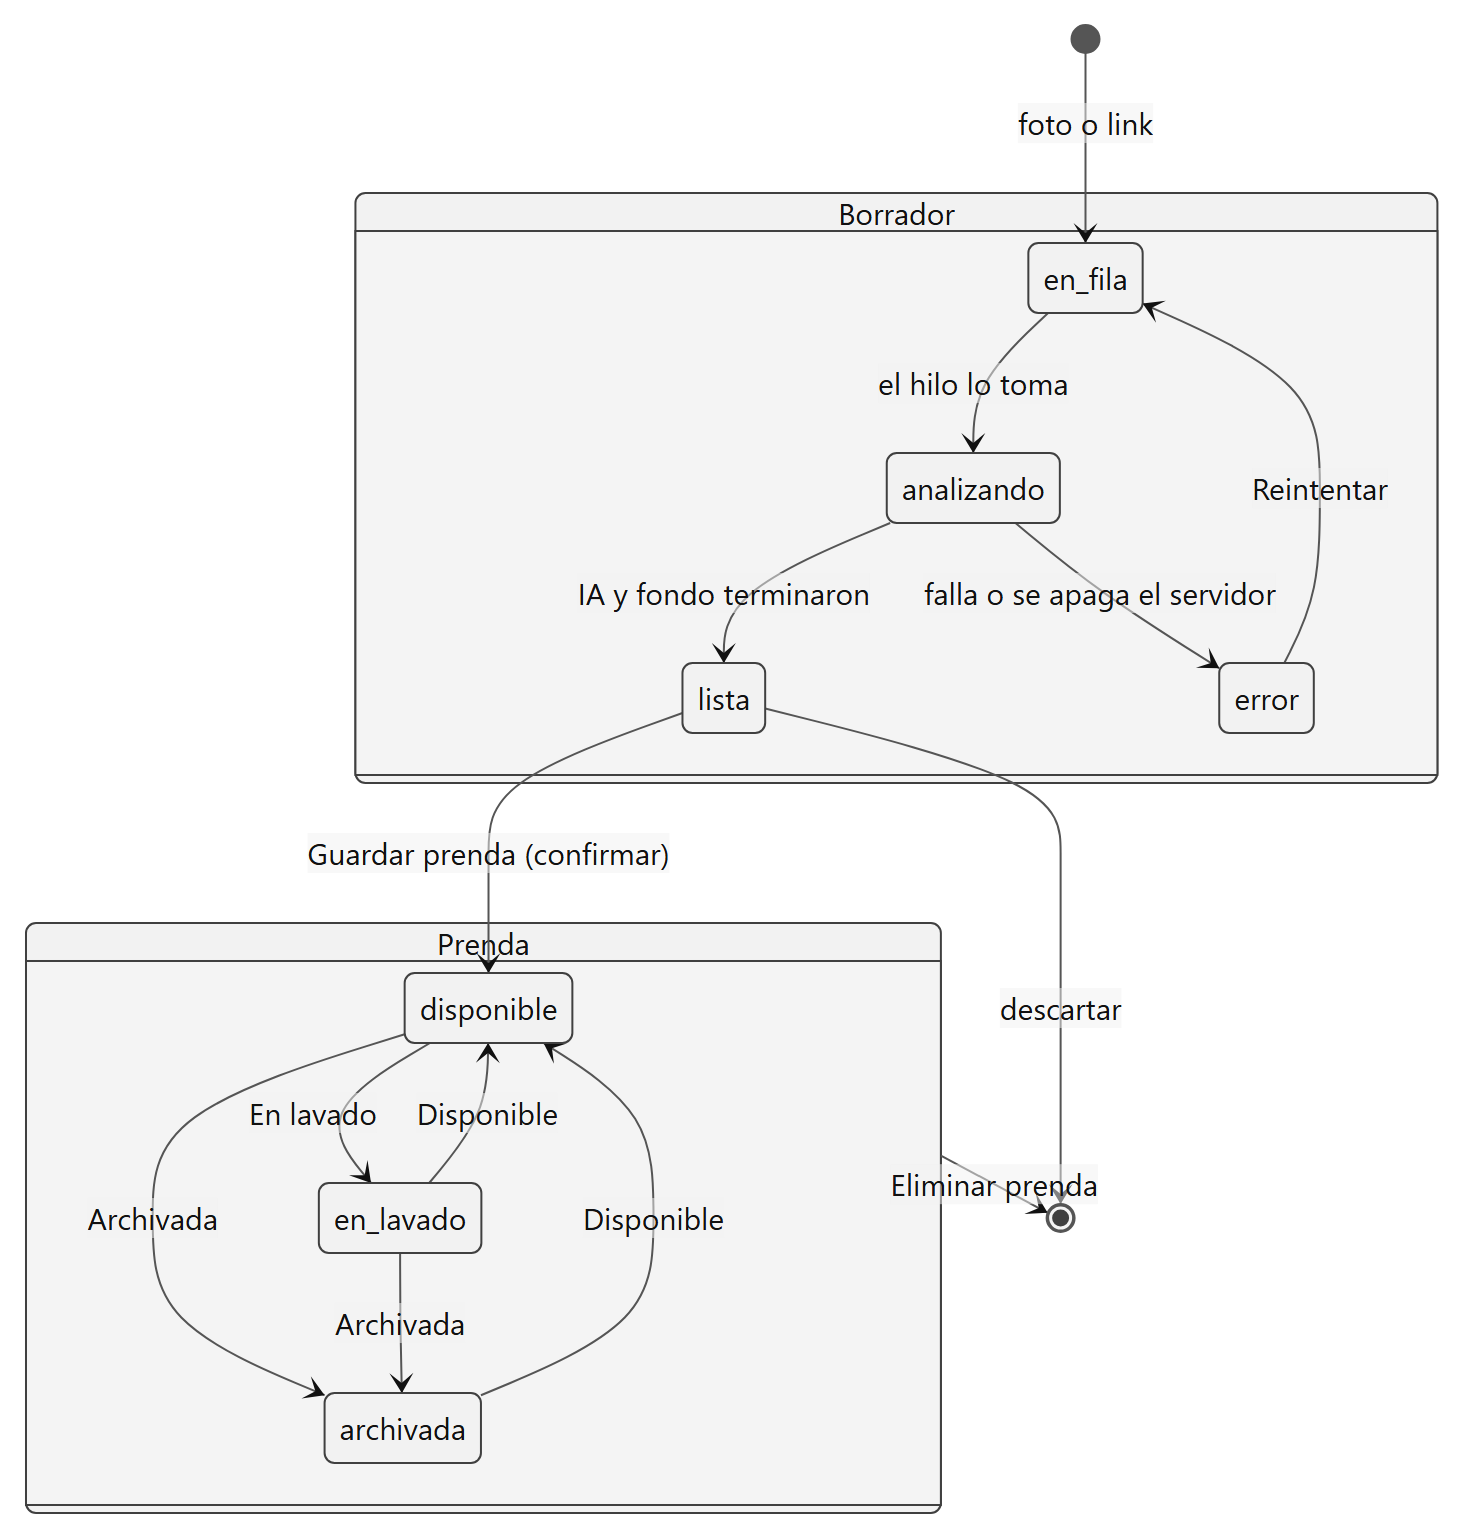 foto o link
Borrador
en_fila
el hilo lo toma
analizando
Reintentar
IA y fondo terminaron
falla o se apaga el servidor
lista
error
Guardar prenda (confirmar)
Prenda
disponible
descartar
En lavado
Disponible
Eliminar prenda
Archivada
en_lavado
Disponible
Archivada
archivada